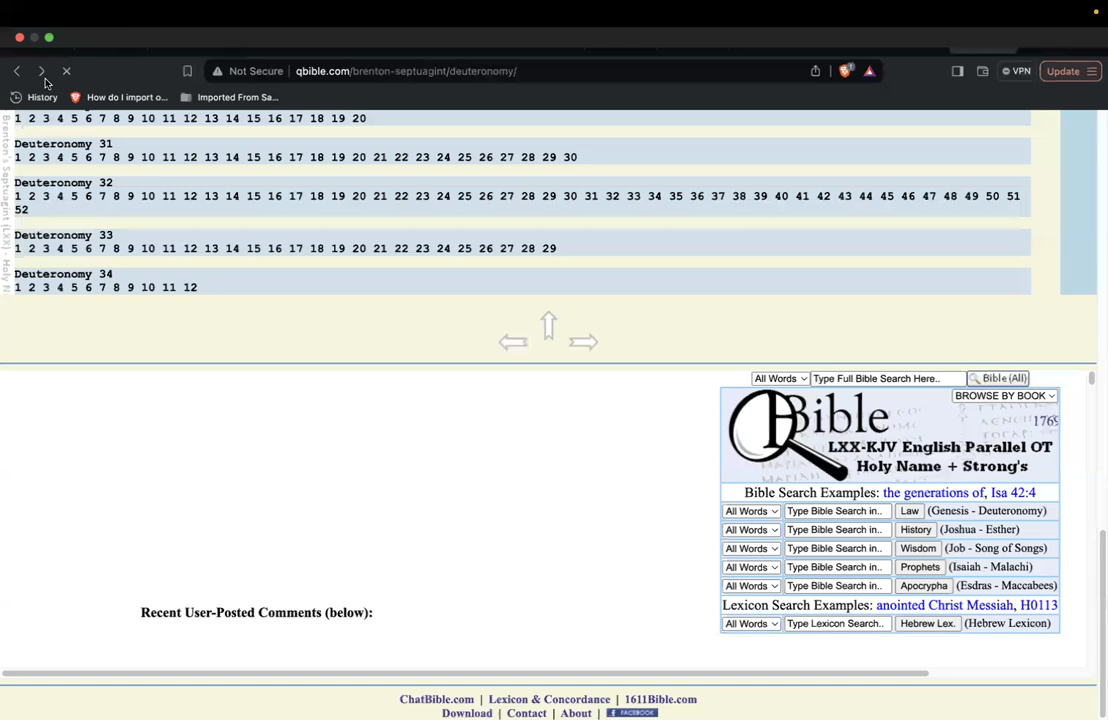 Not Secure qbible.com/brenton-septuagint/deuteronomy/ VPN Update
History How do I import o... Imported From Sa...
1 2 3 4 5 6 7 8 9 10 11 12 13 14 15 16 17 18 19 20
Deuteronomy 31
1 2 3 4 5 6 7 8 9 10 11 12 13 14 15 16 17 18 19 20 21 22 23 24 25 26 27 28 29 30
Deuteronomy 32
1 2 3 4 5 6 7 8 9 10 11 12 13 14 15 16 17 18 19 20 21 22 23 24 25 26 27 28 29 30 31 32 33 34 35 36 37 38 39 40 41 42 43 44 45 46 47 48 49 50 51
52
Deuteronomy 33
1 2 3 4 5 6 7 8 9 10 11 12 13 14 15 16 17 18 19 20 21 22 23 24 25 26 27 28 29
Deuteronomy 34
1 2 3 4 5 6 7 8 9 10 11 12
Brenton's Septuagint (LXX) - Holy N
All Words Type Full Bible Search Here.. Bible (All)
BROWSE BY BOOK
Bible
LXX-KJV English Parallel OT
Holy Name + Strong's
Bible Search Examples: the generations of, Isa 42:4
All Words Type Bible Search in.. Law (Genesis - Deuteronomy)
All Words Type Bible Search in.. History (Joshua - Esther)
All Words Type Bible Search in.. Wisdom (Job - Song of Songs)
All Words Type Bible Search in.. Prophets (Isaiah - Malachi)
All Words Type Bible Search in.. Apocrypha (Esdras - Maccabees)
Lexicon Search Examples: anointed Christ Messiah, H0113
All Words Type Lexicon Search.. Hebrew Lex. (Hebrew Lexicon)
Recent User-Posted Comments (below):
ChatBible.com | Lexicon & Concordance | 1611Bible.com
Download | Contact | About | FACEBOOK